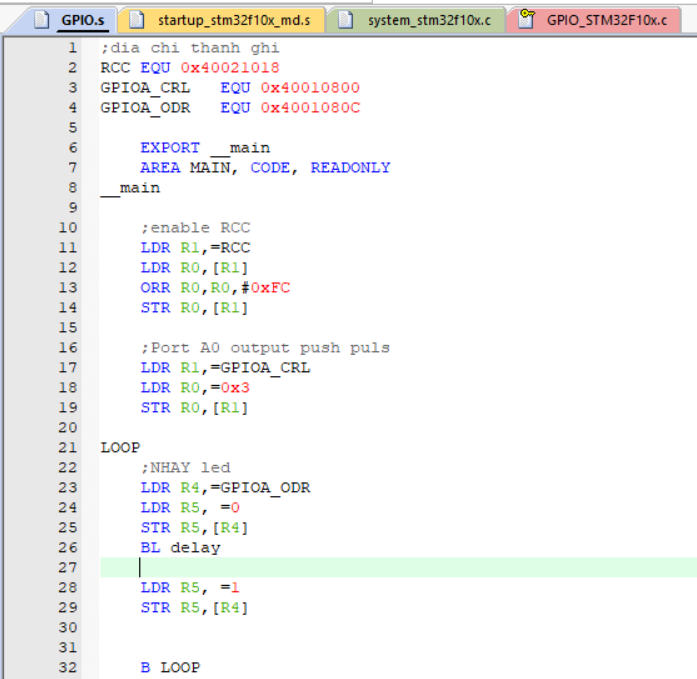 GPIO.s startup_stm32f10x_md.s system_stm32f10x.c GPIO_STM32F10x.c
1 ;dia chi thanh ghi
2 RCC EQU 0x40021018
3 GPIOA_CRL EQU 0x40010800
4 GPIOA_ODR EQU 0x4001080C
5
6 EXPORT __main
7 AREA MAIN, CODE, READONLY
8 __main
9
10 ;enable RCC
11 LDR R1,=RCC
12 LDR R0,[R1]
13 ORR R0,R0,#0xFC
14 STR R0,[R1]
15
16 ;Port A0 output push puls
17 LDR R1,=GPIOA_CRL
18 LDR R0,=0x3
19 STR R0,[R1]
20
21 LOOP
22 ;NHAY led
23 LDR R4,=GPIOA_ODR
24 LDR R5, =0
25 STR R5,[R4]
26 BL delay
27
28 LDR R5, =1
29 STR R5,[R4]
30
31
32 B LOOP